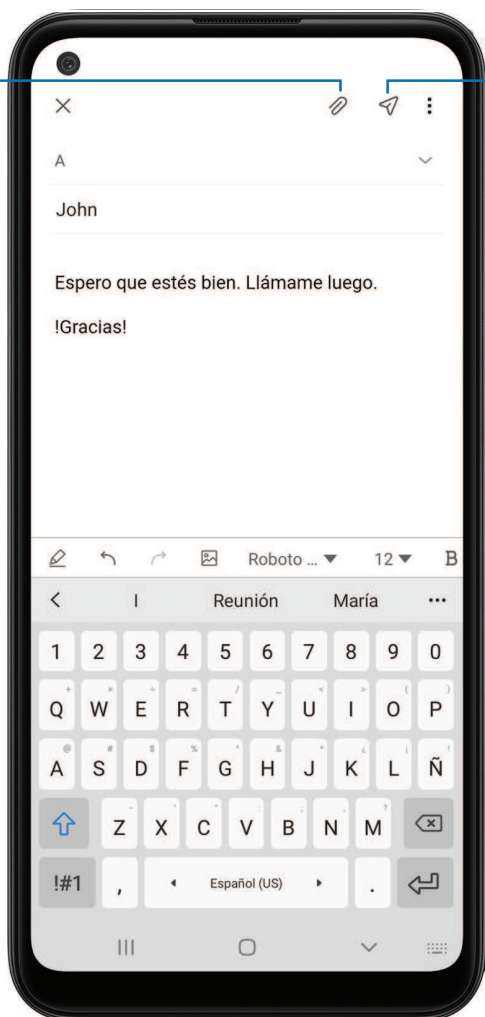 A
John
Espero que estés bien. Llámame luego.
!Gracias!
Roboto ... 12 B
I Reunión María
1 2 3 4 5 6 7 8 9 0
Q W E R T Y U I O P
A S D F G H J K L Ñ
Z X C V B N M
!#1 , Español (US) .